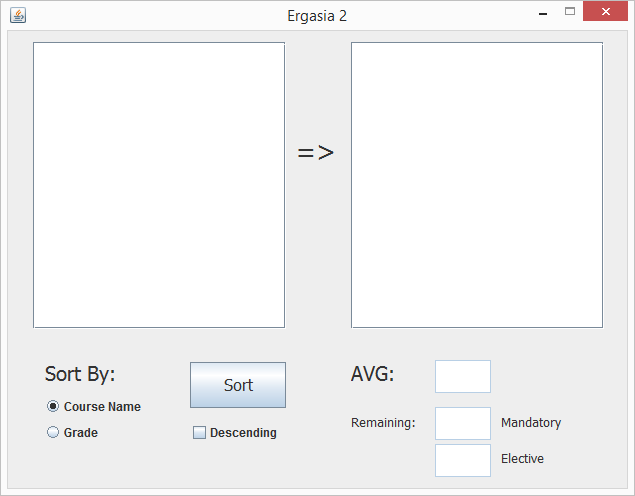 Ergasia 2
=>
Sort By:
Sort
AVG:
Course Name
Remaining:
Mandatory
Grade
Descending
Elective